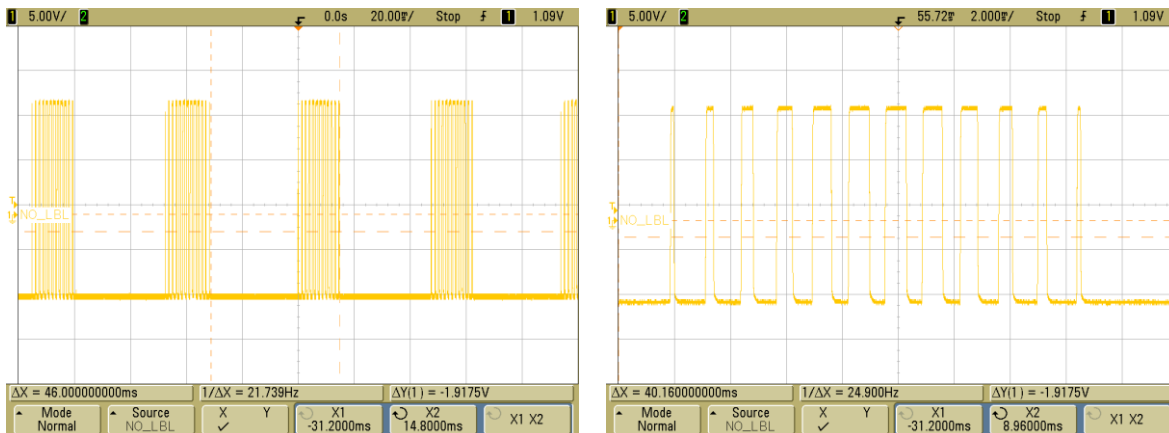 1 5.00V/ 2 0.0s 20.00㎳/ Stop 1 1.09V
T
1
NO_LBL
ΔX = 46.000000000ms 1/ΔX = 21.739Hz ΔY(1) = -1.9175V
Mode Source X Y X1 X2 X1 X2
Normal NO_LBL ✓ -31.2000ms 14.8000ms
1 5.00V/ 2 55.72㎳ 2.000㎳/ Stop 1 1.09V
T
1
NO_LBL
ΔX = 40.160000000ms 1/ΔX = 24.900Hz ΔY(1) = -1.9175V
Mode Source X Y X1 X2 X1 X2
Normal NO_LBL ✓ -31.2000ms 8.96000ms